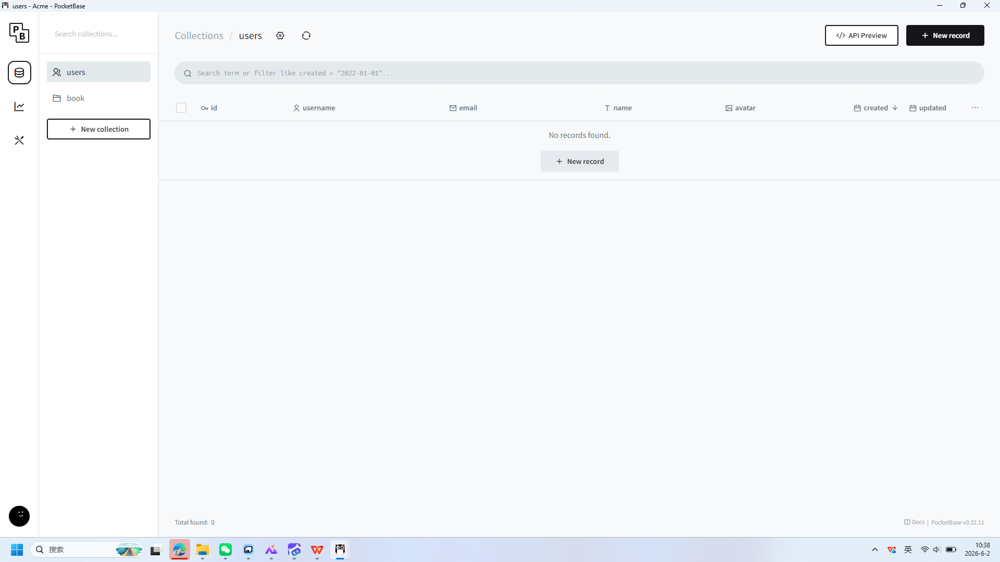 users - Acme - PocketBase
P
B
Search collections...
users
book
New collection
Collections / users
API Preview
New record
Search term or filter like created > "2022-01-01"...
id username email name avatar created updated
No records found.
New record
Total found: 0
Docs | PocketBase v0.22.11
搜索
英
10:38
2026-6-2